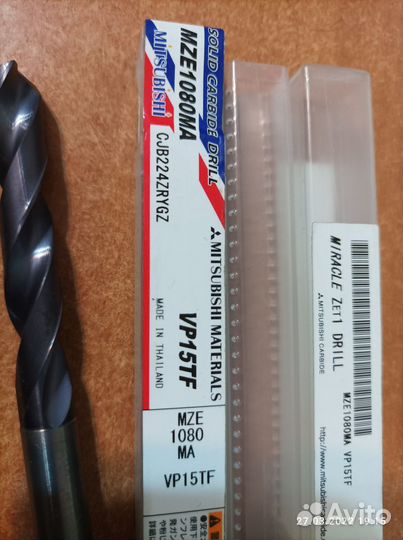 SOLID CARBIDE DRILL
MZE1080MA
MITSUBISHI
CJB224ZRYGZ
MITSUBISHI MATERIALS
VP15TF
MADE IN THAILAND
MZE
1080
MA
VP15TF
MIRACLE ZET1 DRILL
MITSUBISHI CARBIDE
MZE1080MA VP15TF
http://www.mitsubishi
Avito